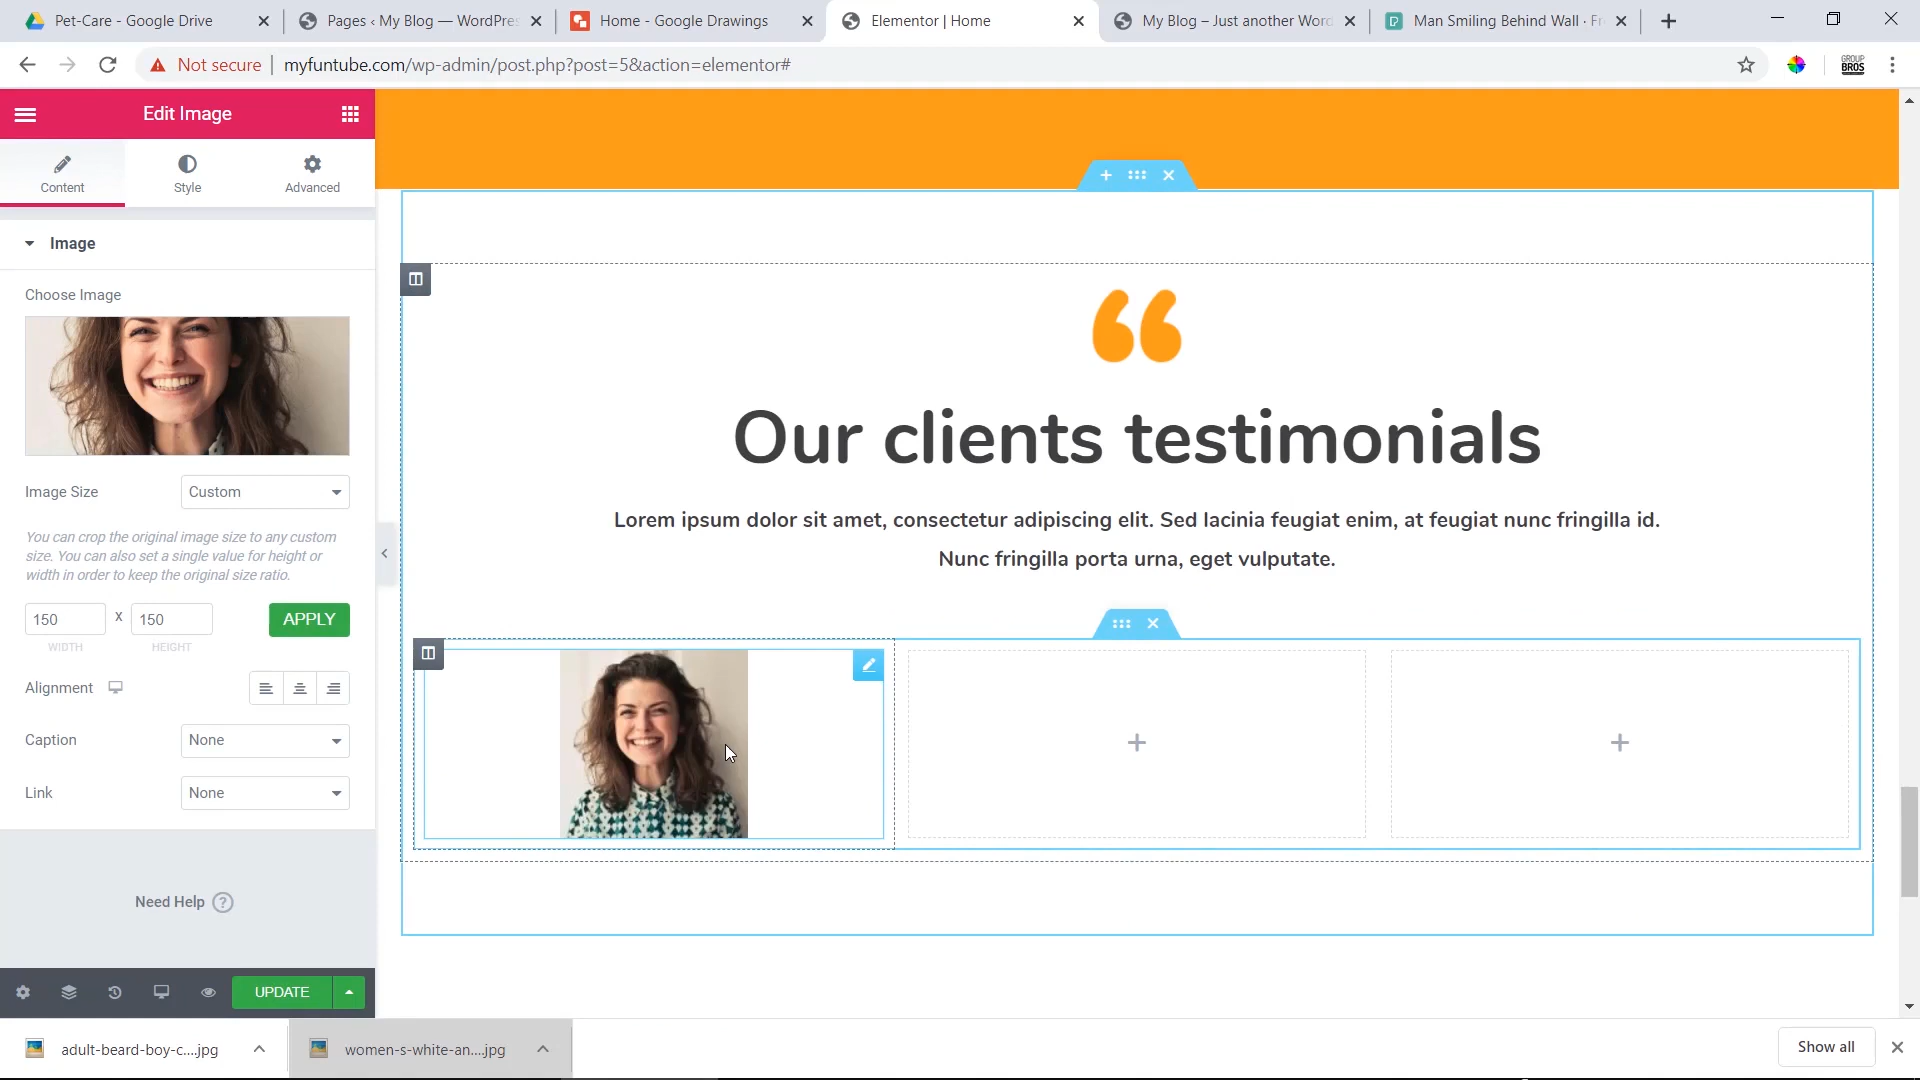 Pet-Care - Google Drive
Pages ‹ My Blog — WordPre
Home - Google Drawings
Elementor | Home
My Blog – Just another Word
Man Smiling Behind Wall · Fr
Not secure
myfuntube.com/wp-admin/post.php?post=5&action=elementor#
GROUP
BROS
Edit Image
Content
Style
Advanced
Image
Choose Image
Image Size
Custom
You can crop the original image size to any custom
size. You can also set a single value for height or
width in order to keep the original size ratio.
150
X
150
APPLY
WIDTH
HEIGHT
Alignment
Caption
None
Link
None
Need Help ?
UPDATE
“
Our clients testimonials
Lorem ipsum dolor sit amet, consectetur adipiscing elit. Sed lacinia feugiat enim, at feugiat nunc fringilla id.
Nunc fringilla porta urna, eget vulputate.
adult-beard-boy-c....jpg
women-s-white-an....jpg
Show all